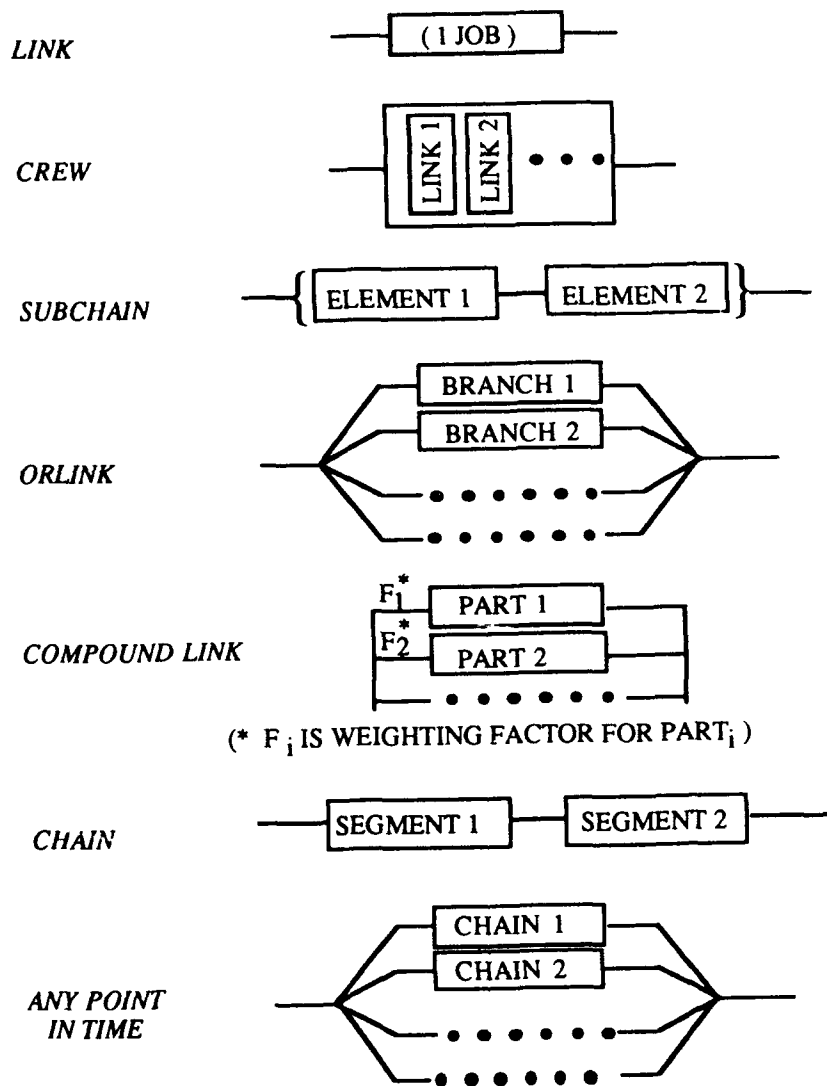 LINK
( 1 JOB )
CREW
LINK 1
LINK 2
SUBCHAIN
ELEMENT 1
ELEMENT 2
ORLINK
BRANCH 1
BRANCH 2
COMPOUND LINK
F1*
PART 1
F2*
PART 2
(* Fi IS WEIGHTING FACTOR FOR PARTi )
CHAIN
SEGMENT 1
SEGMENT 2
ANY POINT
IN TIME
CHAIN 1
CHAIN 2